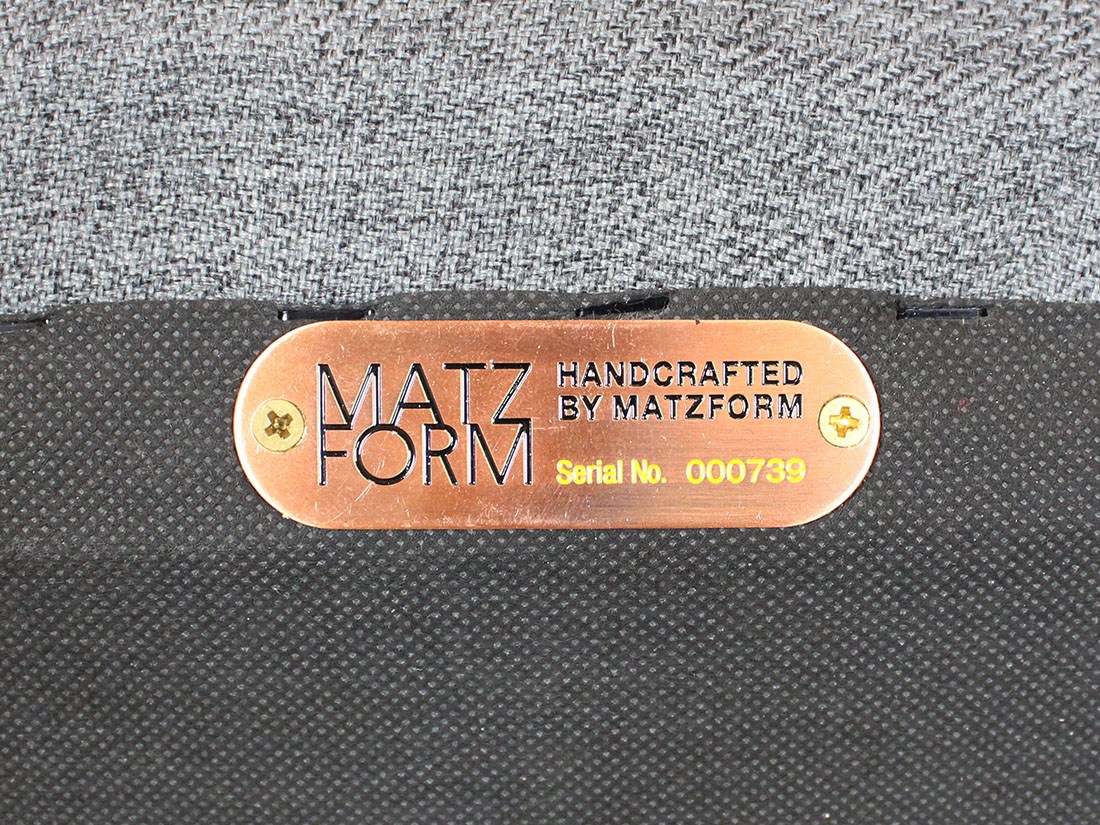 MATZ
FORM
HANDCRAFTED
BY MATZFORM
Serial No. 000739